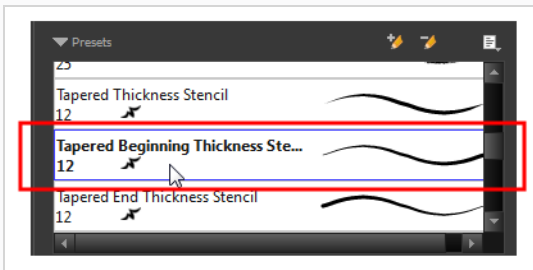 Presets
25
Tapered Thickness Stencil
12
Tapered Beginning Thickness Ste...
12
Tapered End Thickness Stencil
12